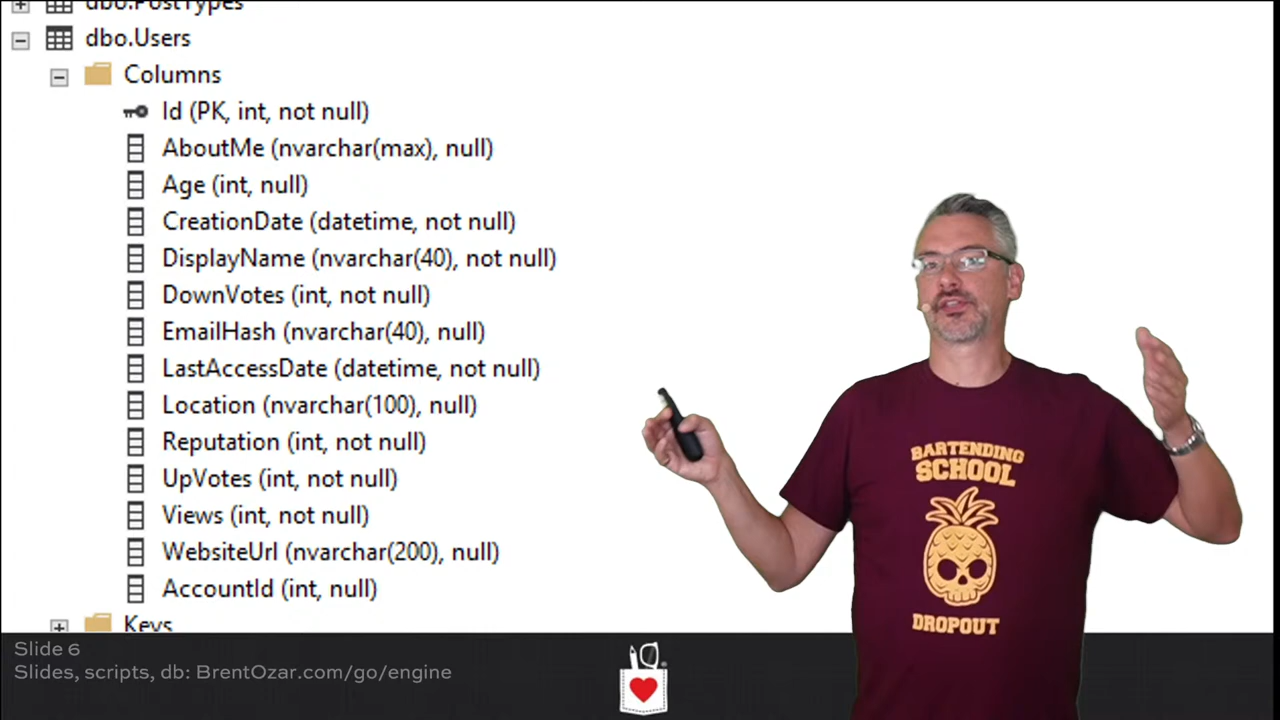 dbo.PostTypes
dbo.Users
Columns
Id (PK, int, not null)
AboutMe (nvarchar(max), null)
Age (int, null)
CreationDate (datetime, not null)
DisplayName (nvarchar(40), not null)
DownVotes (int, not null)
EmailHash (nvarchar(40), null)
LastAccessDate (datetime, not null)
Location (nvarchar(100), null)
Reputation (int, not null)
UpVotes (int, not null)
Views (int, not null)
WebsiteUrl (nvarchar(200), null)
AccountId (int, null)
Keys
BARTENDING
SCHOOL
DROPOUT
Slide 6
Slides, scripts, db: BrentOzar.com/go/engine